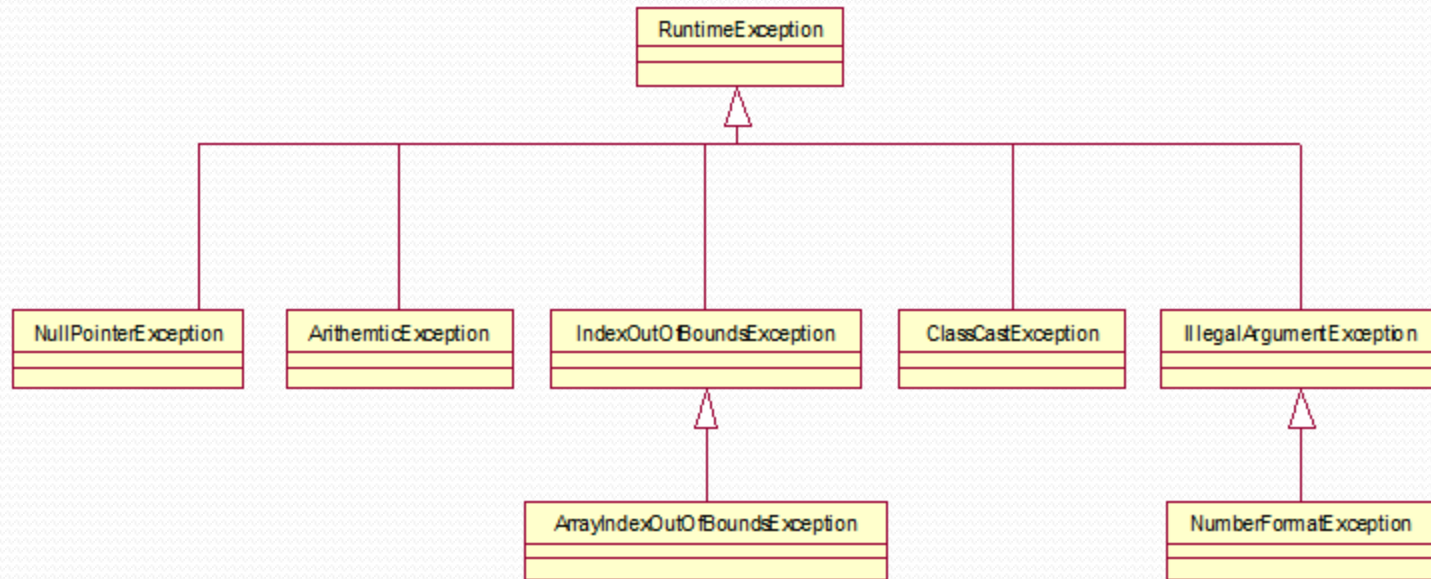 RuntimeException
NullPointerException
ArithemticException
IndexOutOfBoundsException
ClassCastException
IllegalArgumentException
ArrayIndexOutOfBoundsException
NumberFormatException